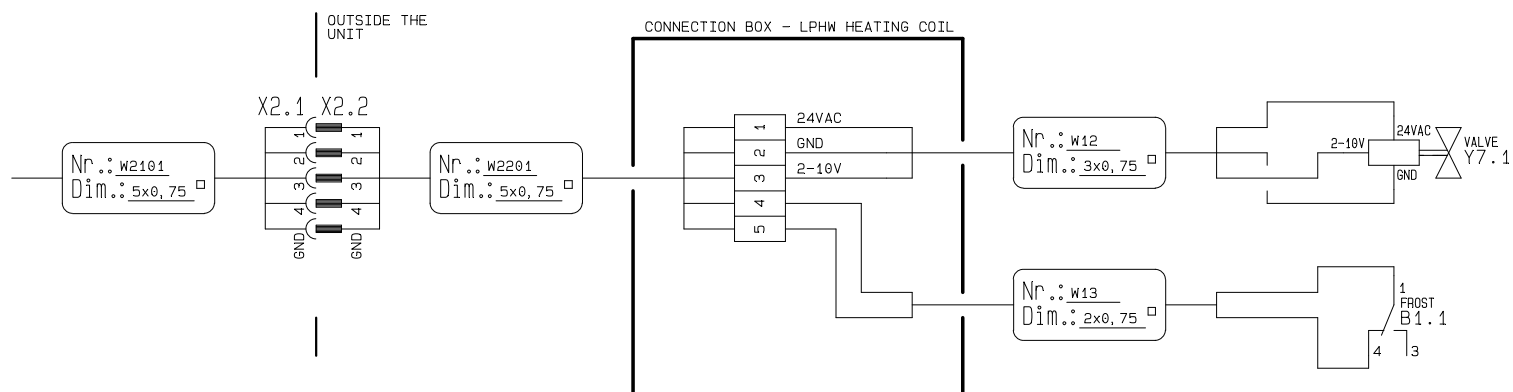 OUTSIDE THE
UNIT
CONNECTION BOX - LPHW HEATING COIL
X2.1 X2.2
1 1
2 2
3 3
4 4
GND GND
Nr.: W2101
Dim.: 5x0,75 □
Nr.: W2201
Dim.: 5x0,75 □
1 24VAC
2 GND
3 2-10V
4
5
Nr.: W12
Dim.: 3x0,75 □
24VAC
2-10V
GND
VALVE
Y7.1
Nr.: W13
Dim.: 2x0,75 □
1
FROST
B1.1
4 3